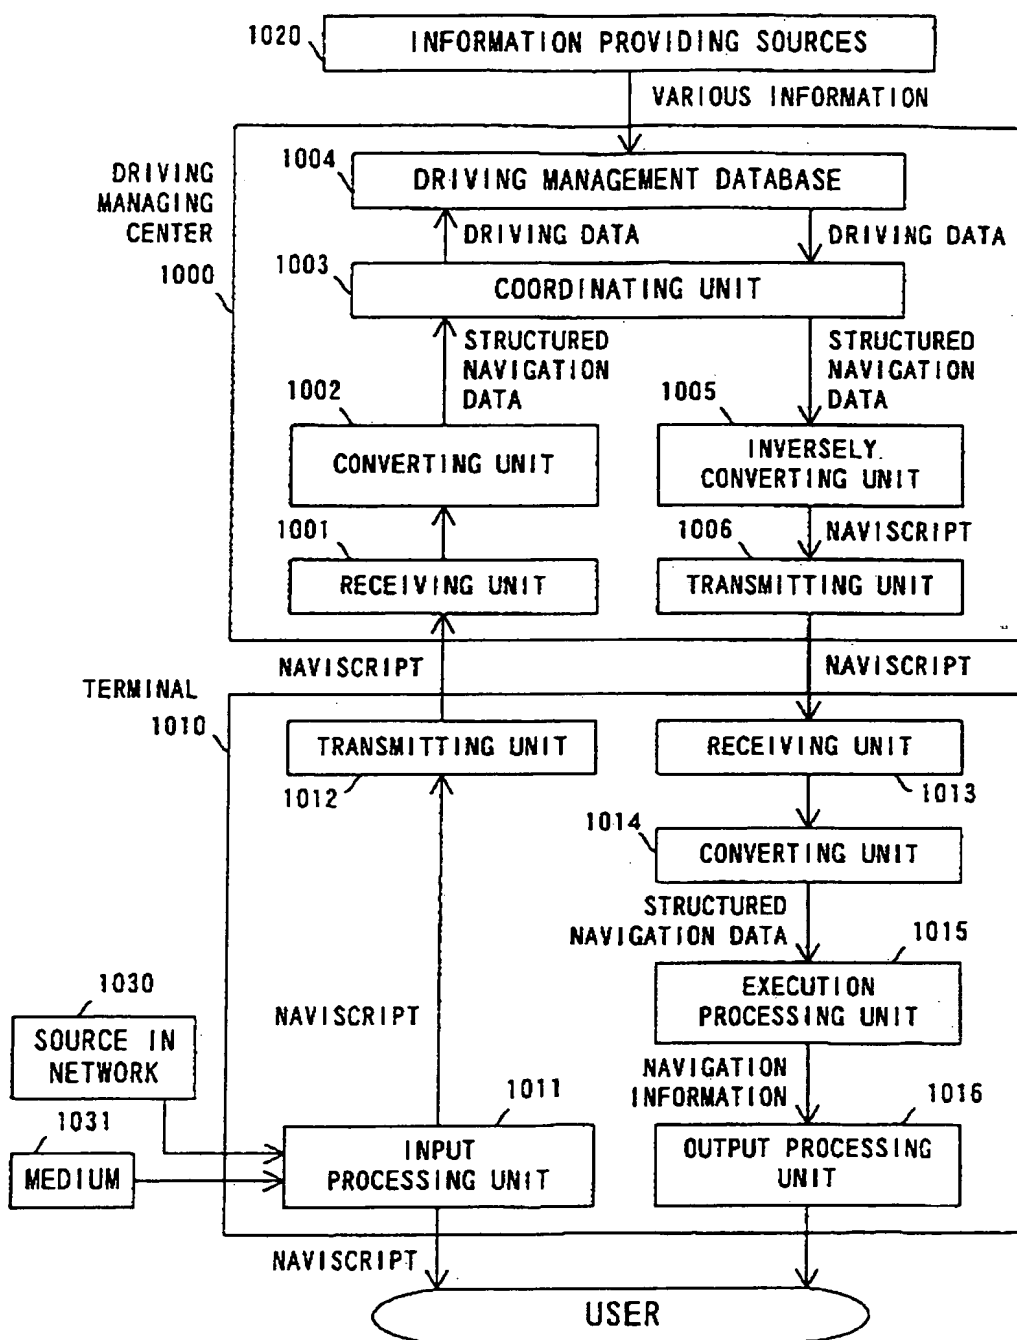 1020
INFORMATION PROVIDING SOURCES
VARIOUS INFORMATION
DRIVING
MANAGING
CENTER
1000
1004
DRIVING MANAGEMENT DATABASE
DRIVING DATA
DRIVING DATA
1003
COORDINATING UNIT
STRUCTURED
NAVIGATION
DATA
STRUCTURED
NAVIGATION
DATA
1002
CONVERTING UNIT
1005
INVERSELY
CONVERTING UNIT
1001
RECEIVING UNIT
NAVISCRIPT
1006
TRANSMITTING UNIT
NAVISCRIPT
NAVISCRIPT
TERMINAL
1010
TRANSMITTING UNIT
1012
RECEIVING UNIT
1013
1014
CONVERTING UNIT
STRUCTURED
NAVIGATION DATA
1015
EXECUTION
PROCESSING UNIT
NAVISCRIPT
1030
SOURCE IN
NETWORK
1031
MEDIUM
NAVIGATION
INFORMATION
1011
INPUT
PROCESSING UNIT
1016
OUTPUT PROCESSING
UNIT
NAVISCRIPT
USER